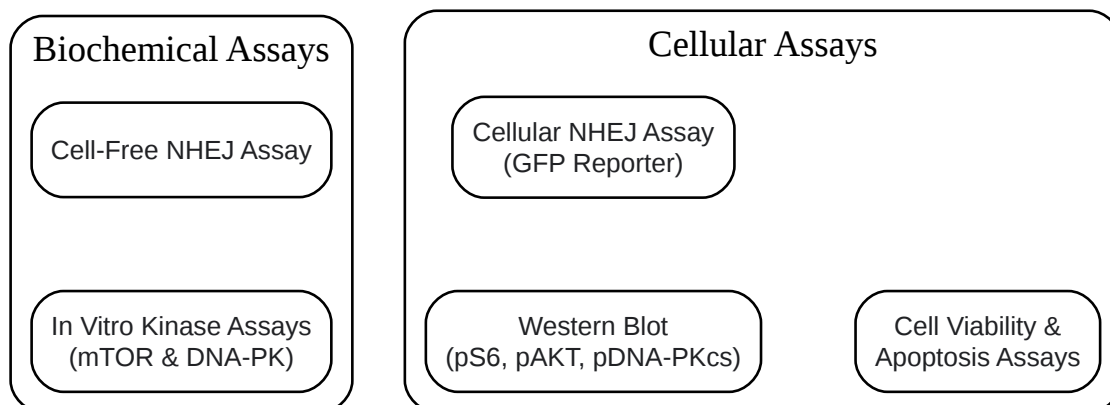 Biochemical Assays
Cell-Free NHEJ Assay
In Vitro Kinase Assays
(mTOR & DNA-PK)
Cellular Assays
Cellular NHEJ Assay
(GFP Reporter)
Western Blot
(pS6, pAKT, pDNA-PKcs)
Cell Viability &
Apoptosis Assays